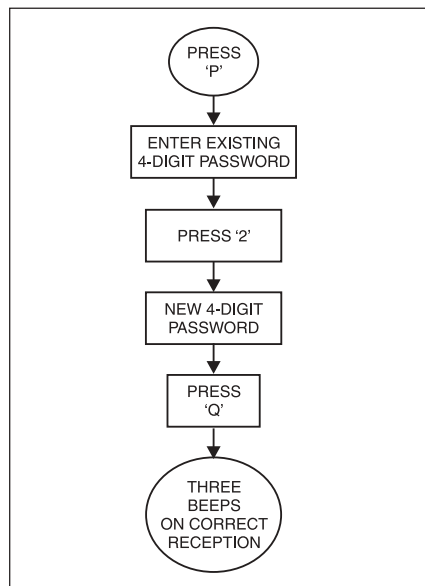 PRESS
‘P’
ENTER EXISTING
4-DIGIT PASSWORD
PRESS ‘2’
NEW 4-DIGIT
PASSWORD
PRESS
‘Q’
THREE
BEEPS
ON CORRECT
RECEPTION